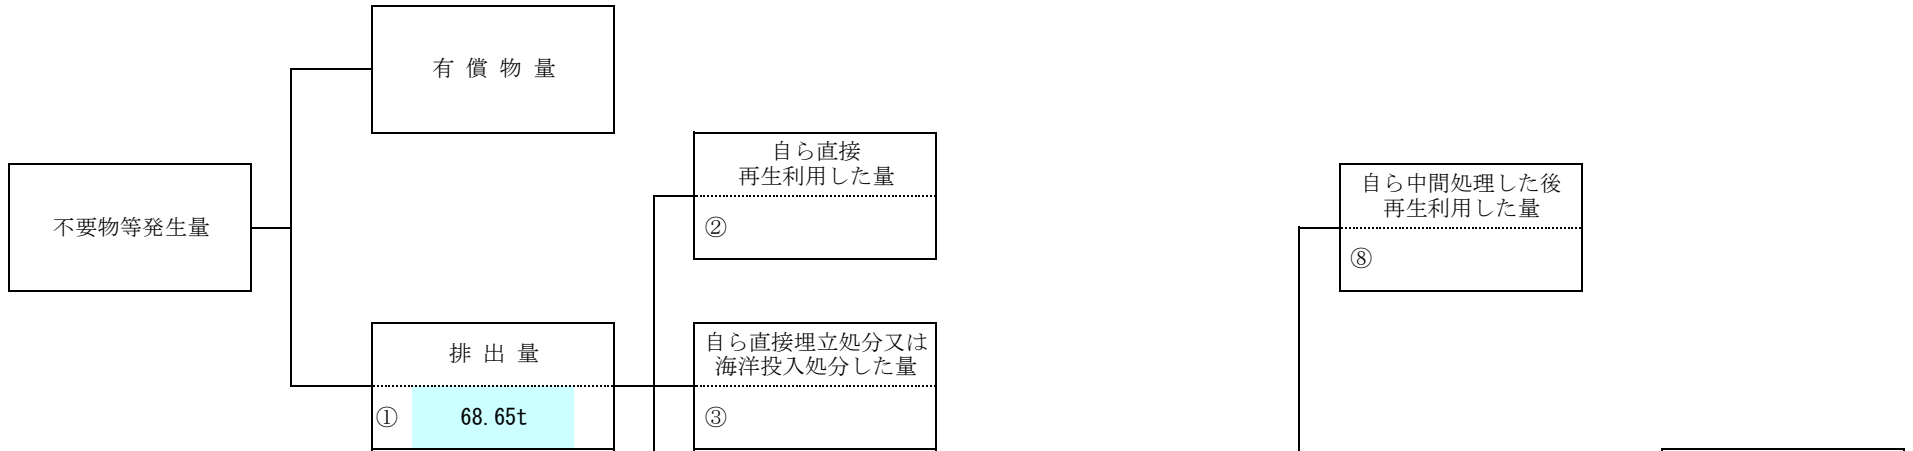 有 償 物 量
自ら直接
再生利用した量
②
自ら中間処理した後
再生利用した量
⑧
不要物等発生量
排 出 量
① 68.65t
自ら直接埋立処分又は
海洋投入処分した量
③